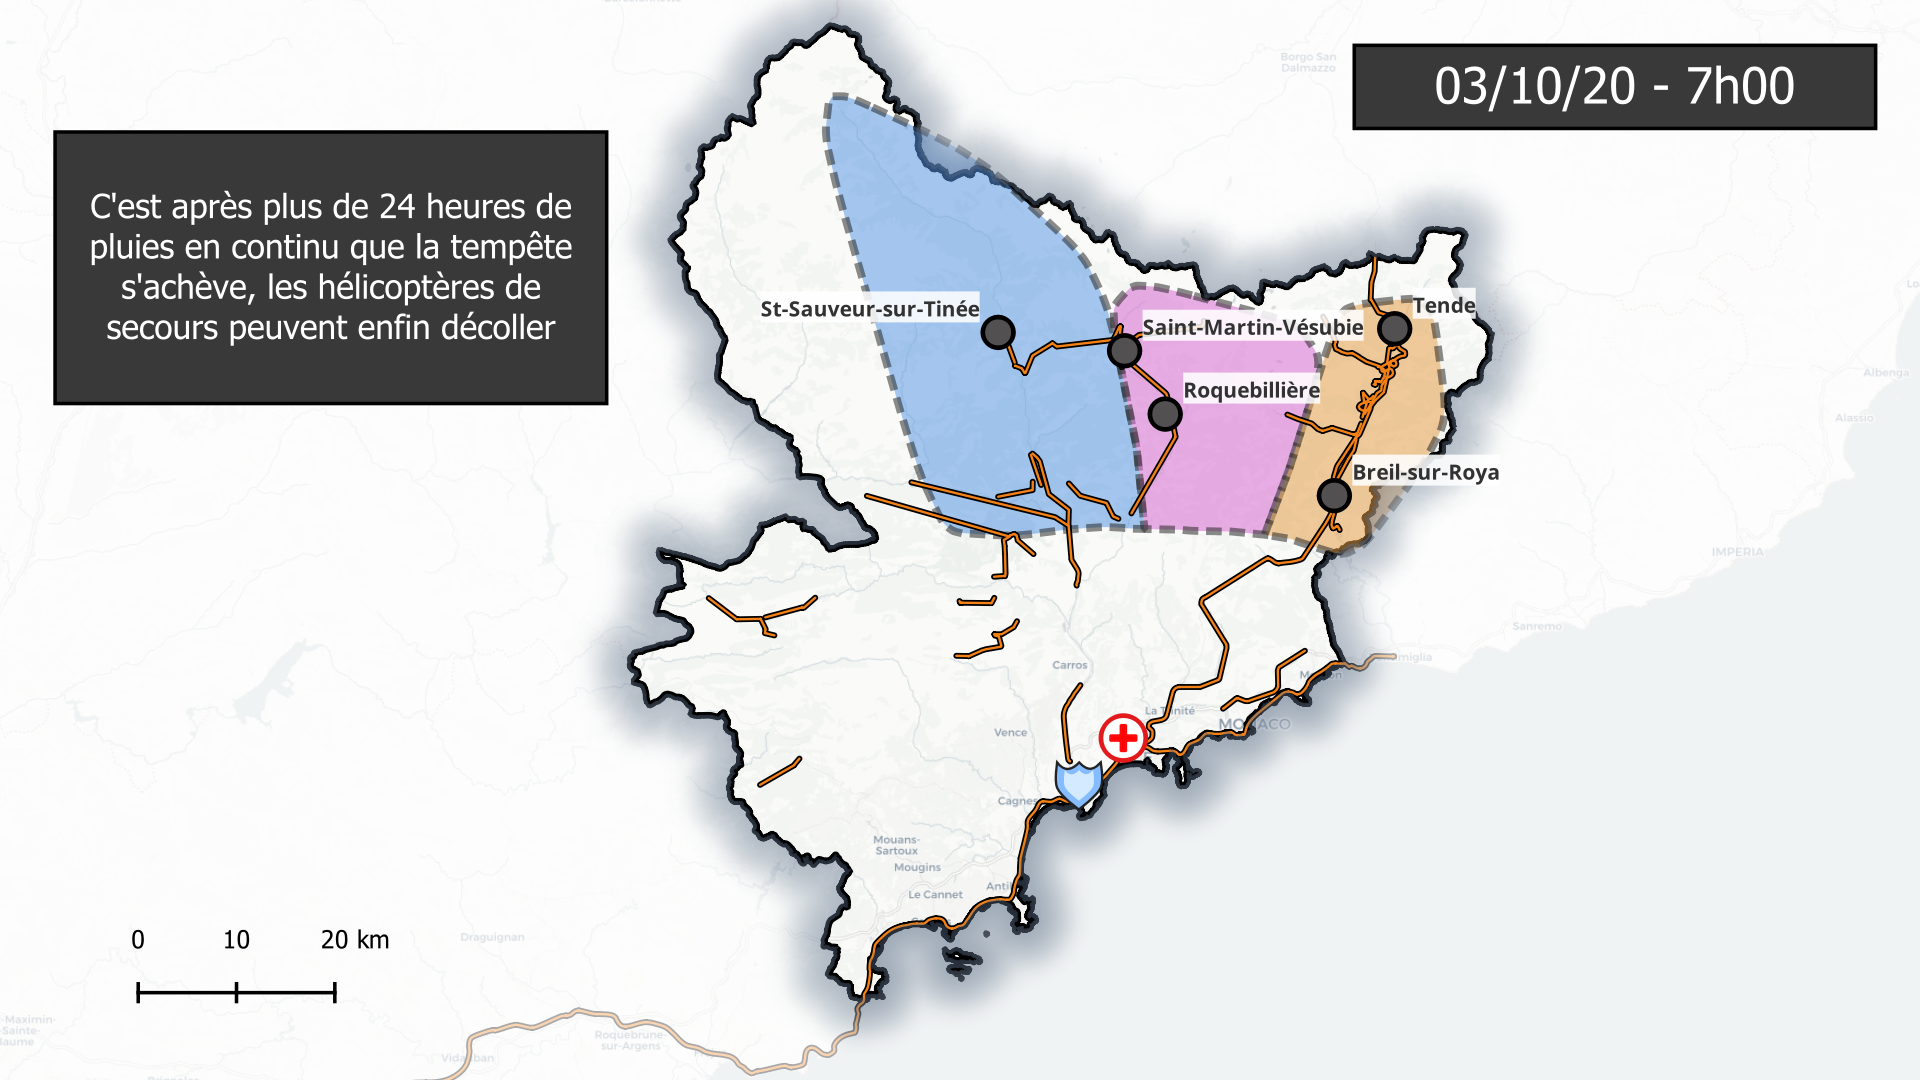 Borgo San
Dalmazzo
03/10/20 - 7h00
C'est après plus de 24 heures de
pluies en continu que la tempête
s'achève, les hélicoptères de
secours peuvent enfin décoller
St-Sauveur-sur-Tinée
Tende
Saint-Martin-Vésubie
Roquebillière
Albenga
Alassio
Breil-sur-Roya
IMPERIA
Sanremo
Carros
La Trinité
MONACO
Vence
Cagnes
Mouans-
Sartoux
Mougins
Le Cannet
Draguignan
0 10 20 km
-Maximin-
-Sainte-
Baume
Roquebrune
-sur-Argens
Vidauban